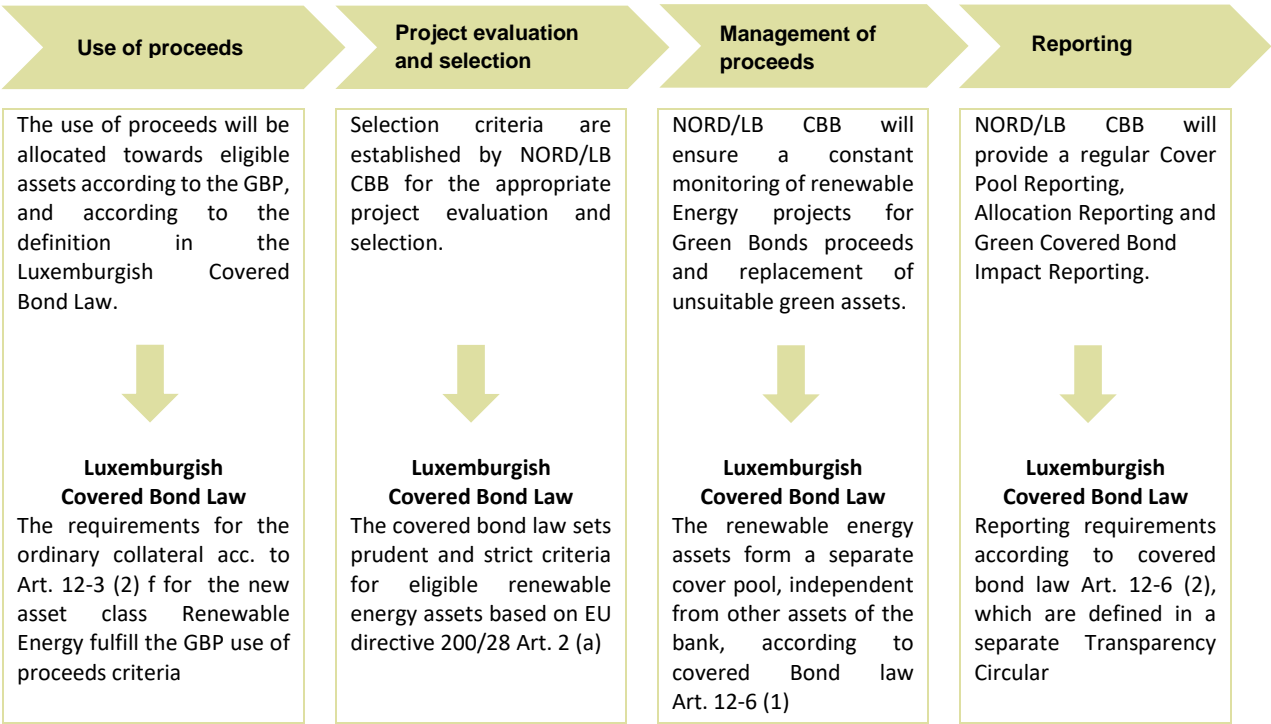 Use of proceeds
Project evaluation
and selection
Management of
proceeds
Reporting
The use of proceeds will be
allocated towards eligible
assets according to the GBP,
and according to the
definition in the
Luxemburgish Covered
Bond Law.
Luxemburgish
Covered Bond Law
The requirements for the
ordinary collateral acc. to
Art. 12-3 (2) f for the new
asset class Renewable
Energy fulfill the GBP use of
proceeds criteria
Selection criteria are
established by NORD/LB
CBB for the appropriate
project evaluation and
selection.
Luxemburgish
Covered Bond Law
The covered bond law sets
prudent and strict criteria
for eligible renewable
energy assets based on EU
directive 200/28 Art. 2 (a)
NORD/LB CBB will
ensure a constant
monitoring of renewable
Energy projects for
Green Bonds proceeds
and replacement of
unsuitable green assets.
Luxemburgish
Covered Bond Law
The renewable energy
assets form a separate
cover pool, independent
from other assets of the
bank, according to
covered Bond law
Art. 12-6 (1)
NORD/LB CBB will
provide a regular Cover
Pool Reporting,
Allocation Reporting and
Green Covered Bond
Impact Reporting.
Luxemburgish
Covered Bond Law
Reporting requirements
according to covered
bond law Art. 12-6 (2),
which are defined in a
separate Transparency
Circular